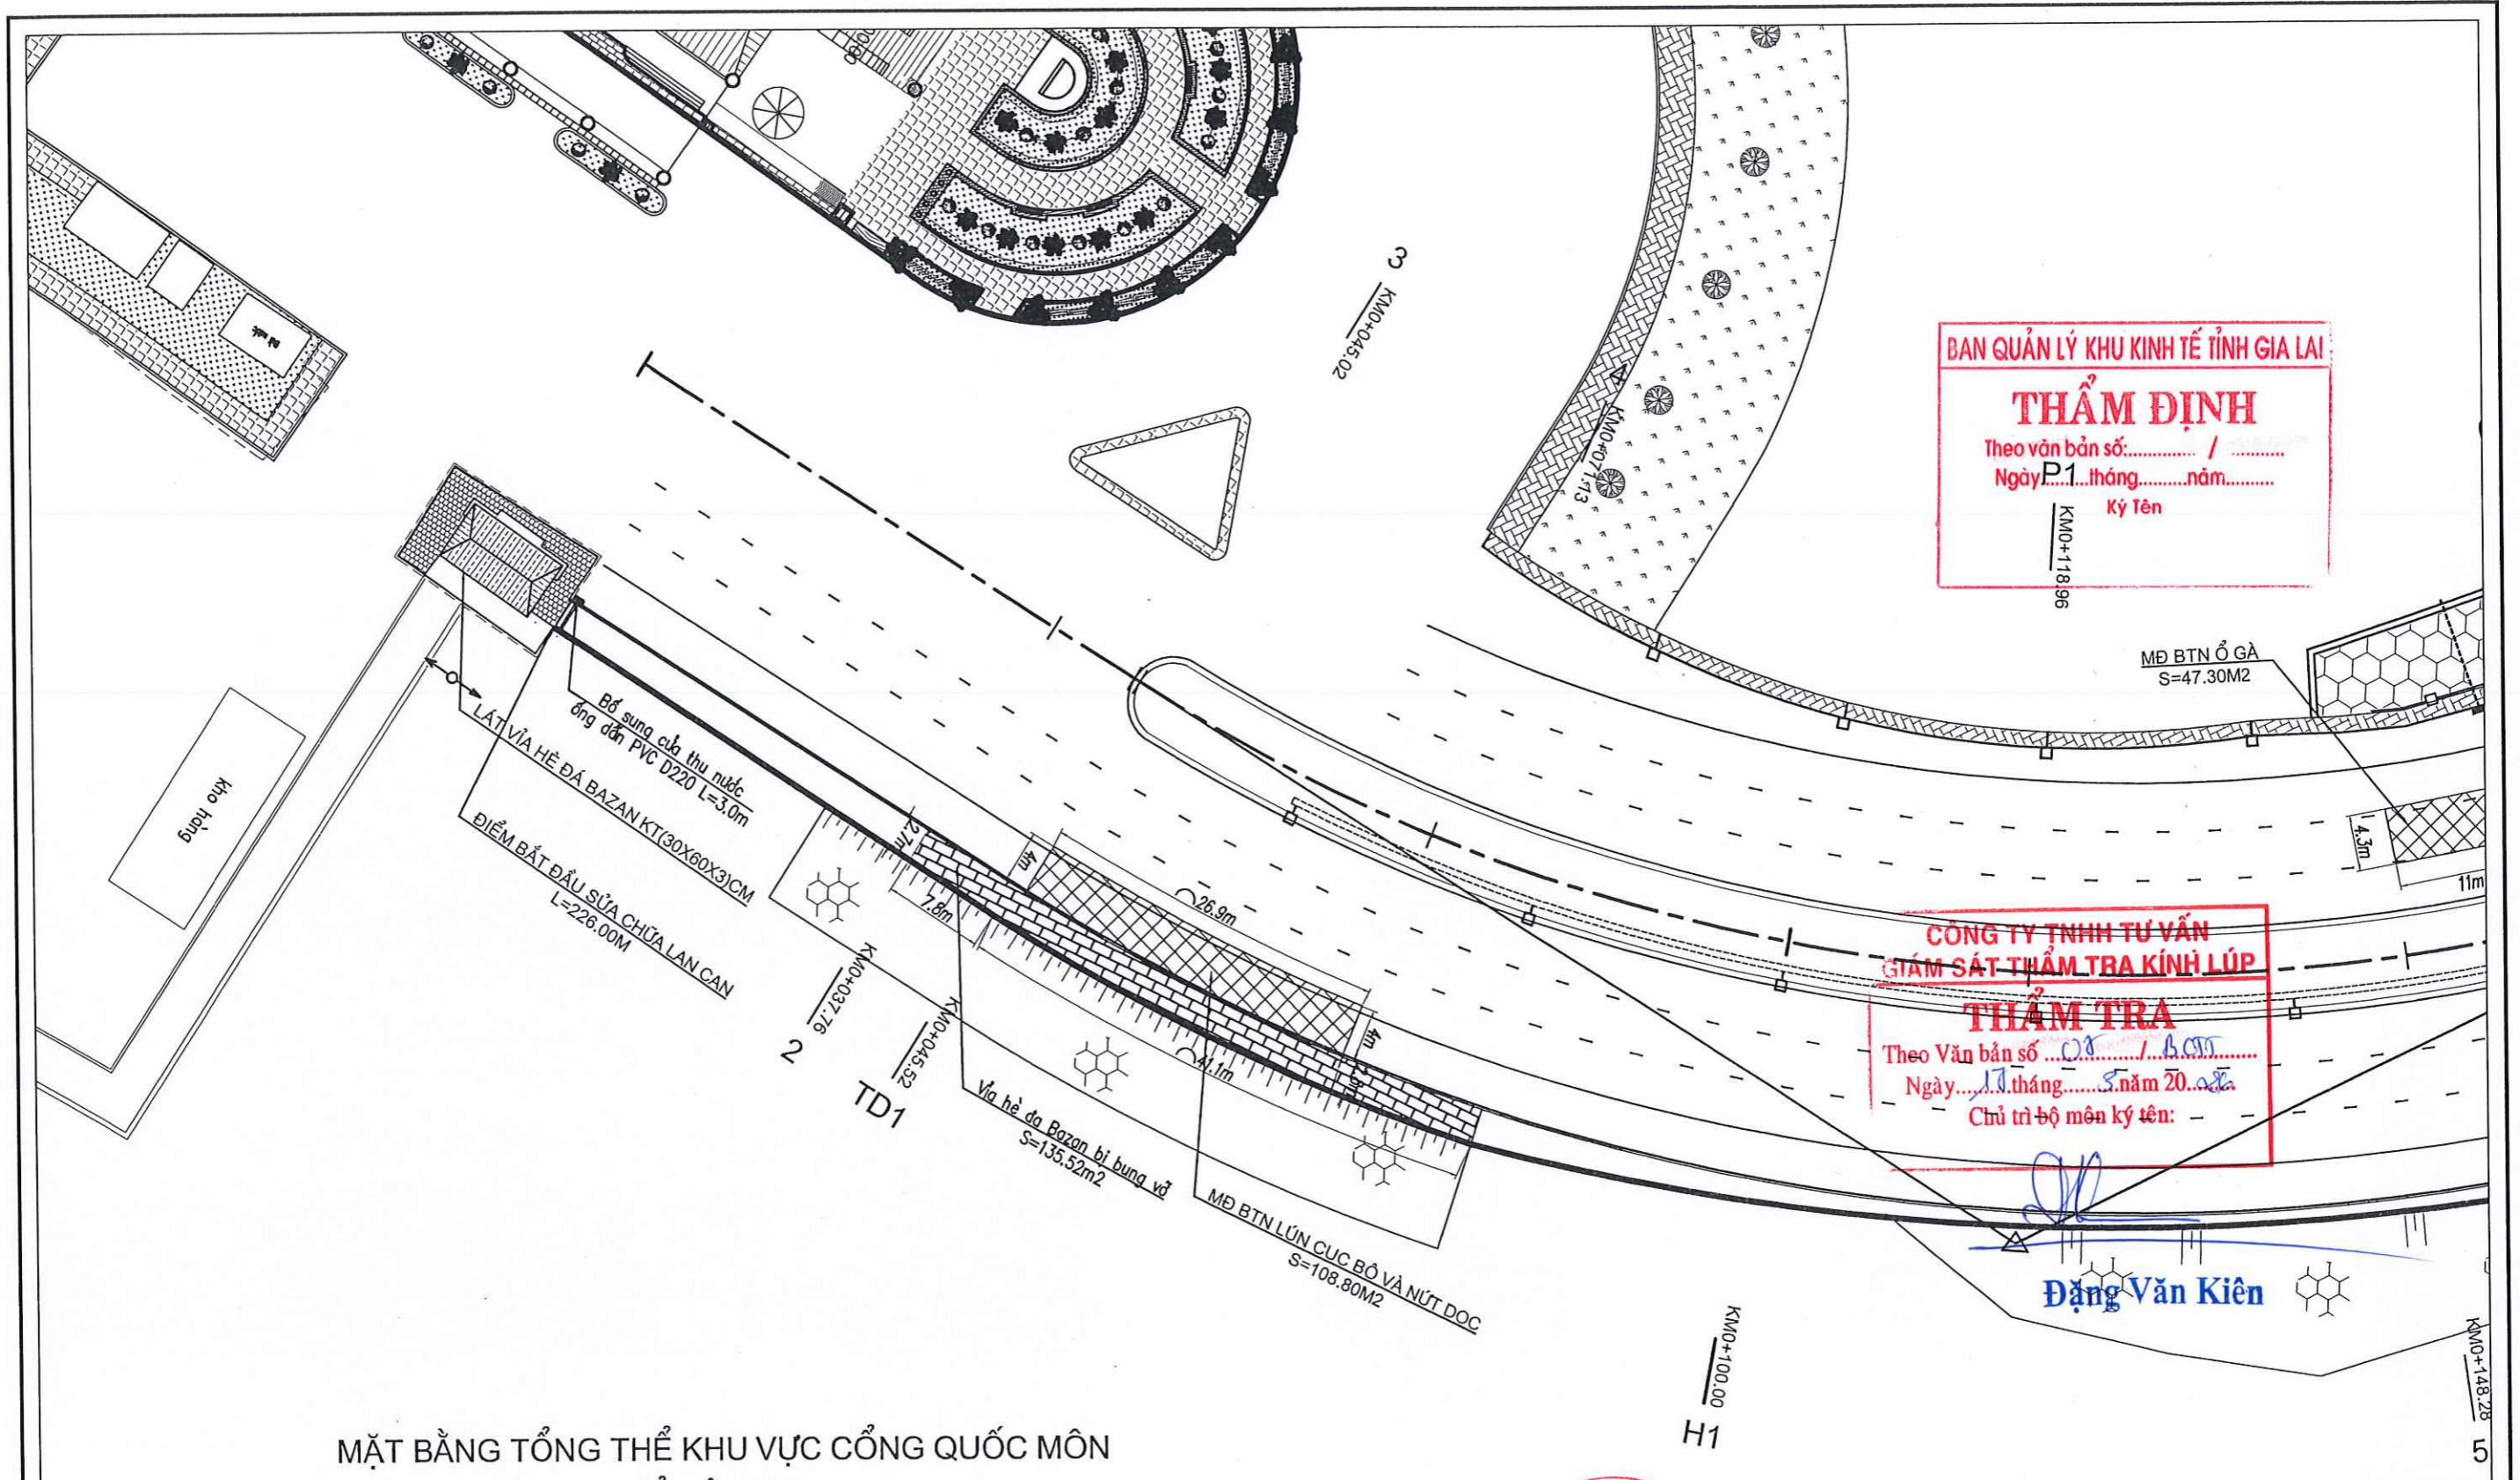 3
KM0+045.02
4
KM0+071.13
BAN QUẢN LÝ KHU KINH TẾ TỈNH GIA LAI
THẨM ĐỊNH
Theo văn bản số:............... / ...........
Ngày.........tháng..........năm..........
Ký Tên
P1
KM0+118.96
MĐ BTN Ổ GÀ
S=47.30M2
4.3m
11m
kho hàng
Bổ sung cửa thu nước
ống dẫn PVC D220 L=3.0m
LÁT VỈA HÈ ĐÁ BAZAN KT(30X60X3)CM
ĐIỂM BẮT ĐẦU SỬA CHỮA LAN CAN
L=226.00M
2.7m
4m
7.8m
26.9m
41.1m
4m
KM0+037.76
2
KM0+045.52
TD1
Vỉa hè đa Bazan bị bung vỡ
S=135.52m2
MĐ BTN LÚN CỤC BỘ VÀ NỨT DỌC
S=108.80M2
CÔNG TY TNHH TƯ VẤN
GIÁM SÁT THẨM TRA KÍNH LÚP
THẨM TRA
Theo Văn bản số ............/..............
Ngày.........tháng.........năm 20.......
Chủ trì bộ môn ký tên:
Đặng Văn Kiên
KM0+100.00
H1
KM0+148.28
5
MẶT BẰNG TỔNG THỂ KHU VỰC CỔNG QUỐC MÔN